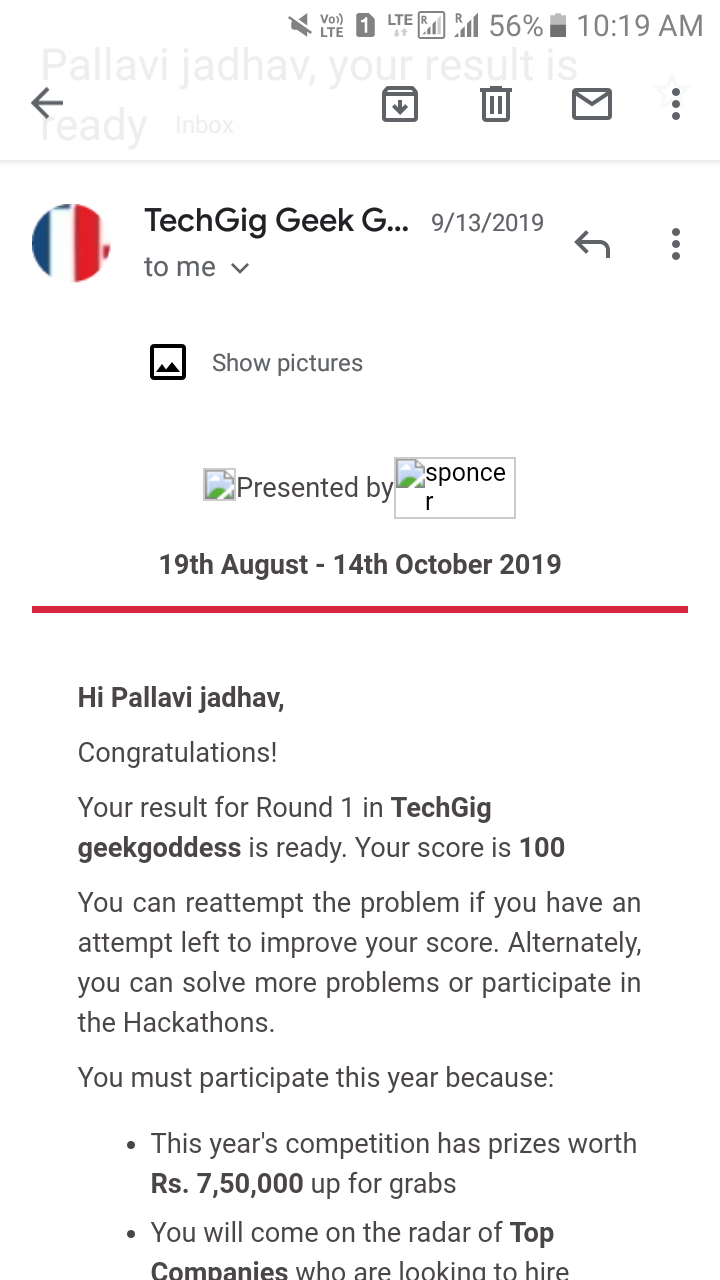 Vo)) LTE 1 LTE R R 56% 10:19 AM
Pallavi jadhav, your result is
ready Inbox
TechGig Geek G... 9/13/2019
to me
Show pictures
Presented by sponce
r
19th August - 14th October 2019
Hi Pallavi jadhav,
Congratulations!
Your result for Round 1 in TechGig
geekgoddess is ready. Your score is 100
You can reattempt the problem if you have an
attempt left to improve your score. Alternately,
you can solve more problems or participate in
the Hackathons.
You must participate this year because:
• This year's competition has prizes worth
Rs. 7,50,000 up for grabs
• You will come on the radar of Top
Companies who are looking to hire